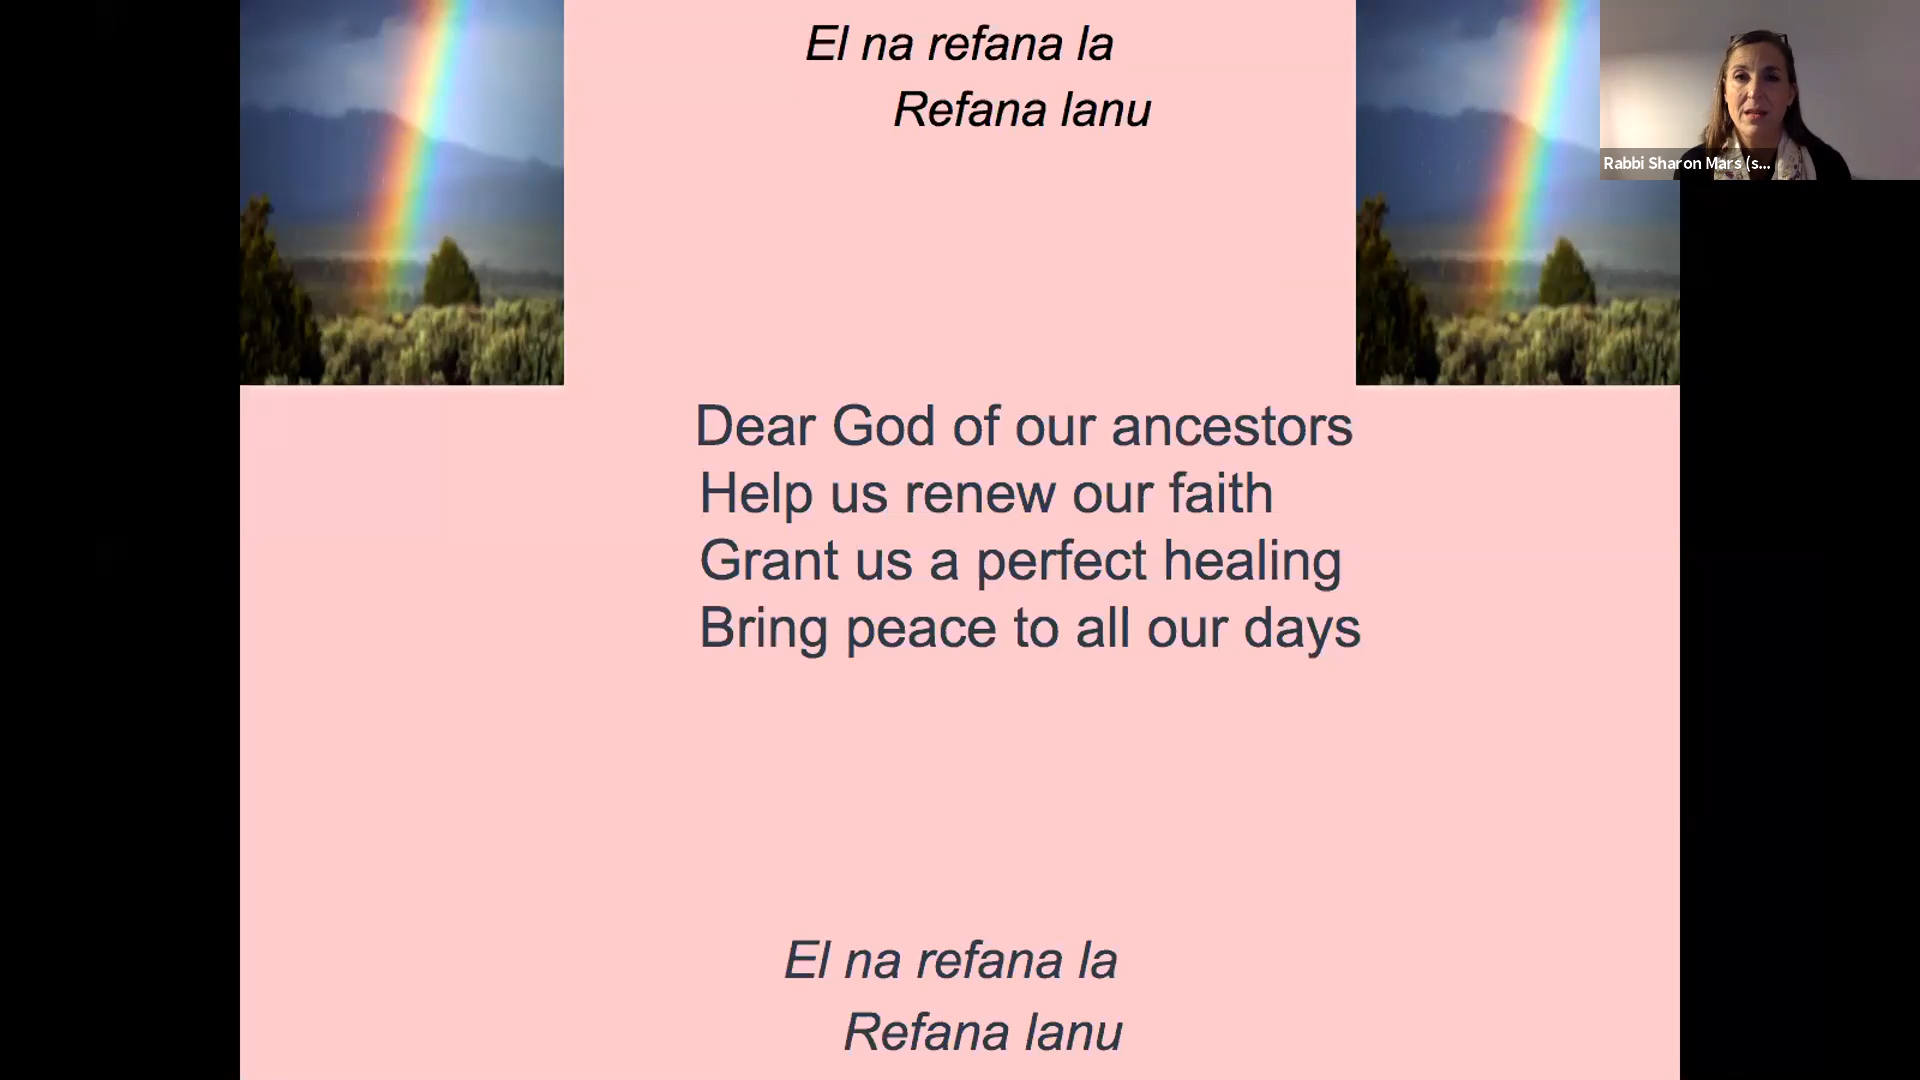 El na refana la
Refana lanu
Rabbi Sharon Mars (s...
Dear God of our ancestors
Help us renew our faith
Grant us a perfect healing
Bring peace to all our days
El na refana la
Refana lanu